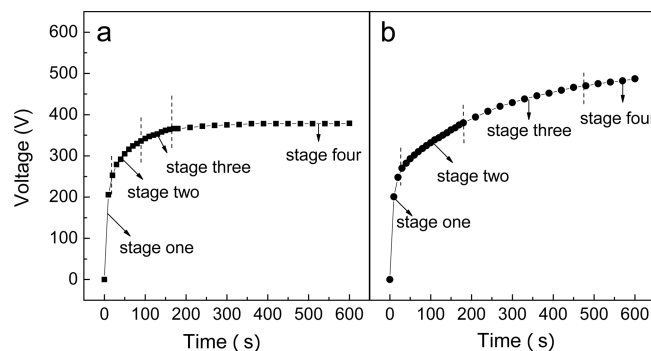 a
b
600
500
400
300
200
100
0
Voltage (V)
stage one
stage two
stage three
stage four
stage one
stage two
stage three
stage four
0 100 200 300 400 500 600
0 100 200 300 400 500 600
Time ( s)
Time ( s)